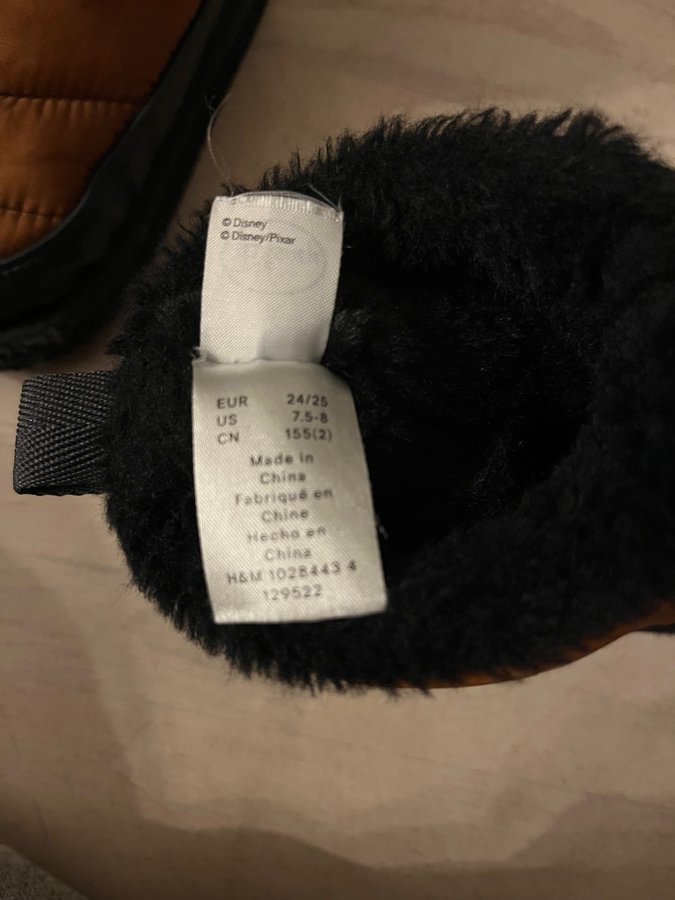 © Disney
© Disney/Pixar
EUR 24/25
US 7.5-8
CN 155(2)
Made in
China
Fabriqué en
Chine
Hecho en
China
H&M 1028443 4
129522